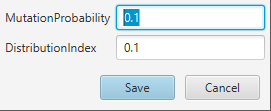 MutationProbability 0.1
DistributionIndex 0.1
Save Cancel